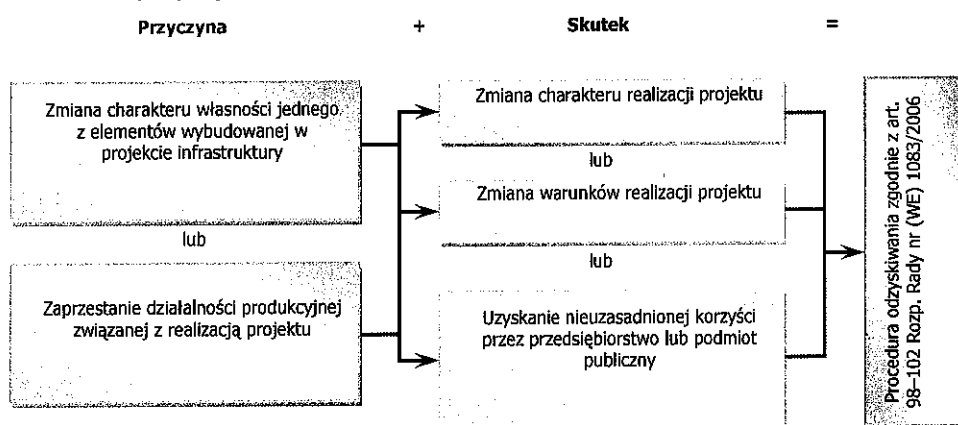 Przyczyna + Skutek =
Zmiana charakteru własności jednego
z elementów wybudowanej w
projekcie infrastruktury
lub
Zaprzestanie działalności produkcyjnej
związanej z realizacją projektu
Zmiana charakteru realizacji projektu
lub
Zmiana warunków realizacji projektu
lub
Uzyskanie nieuzasadnionej korzyści
przez przedsiębiorstwo lub podmiot
publiczny
Procedura odzyskiwania zgodnie z art.
98–102 Rozp. Rady nr (WE) 1083/2006